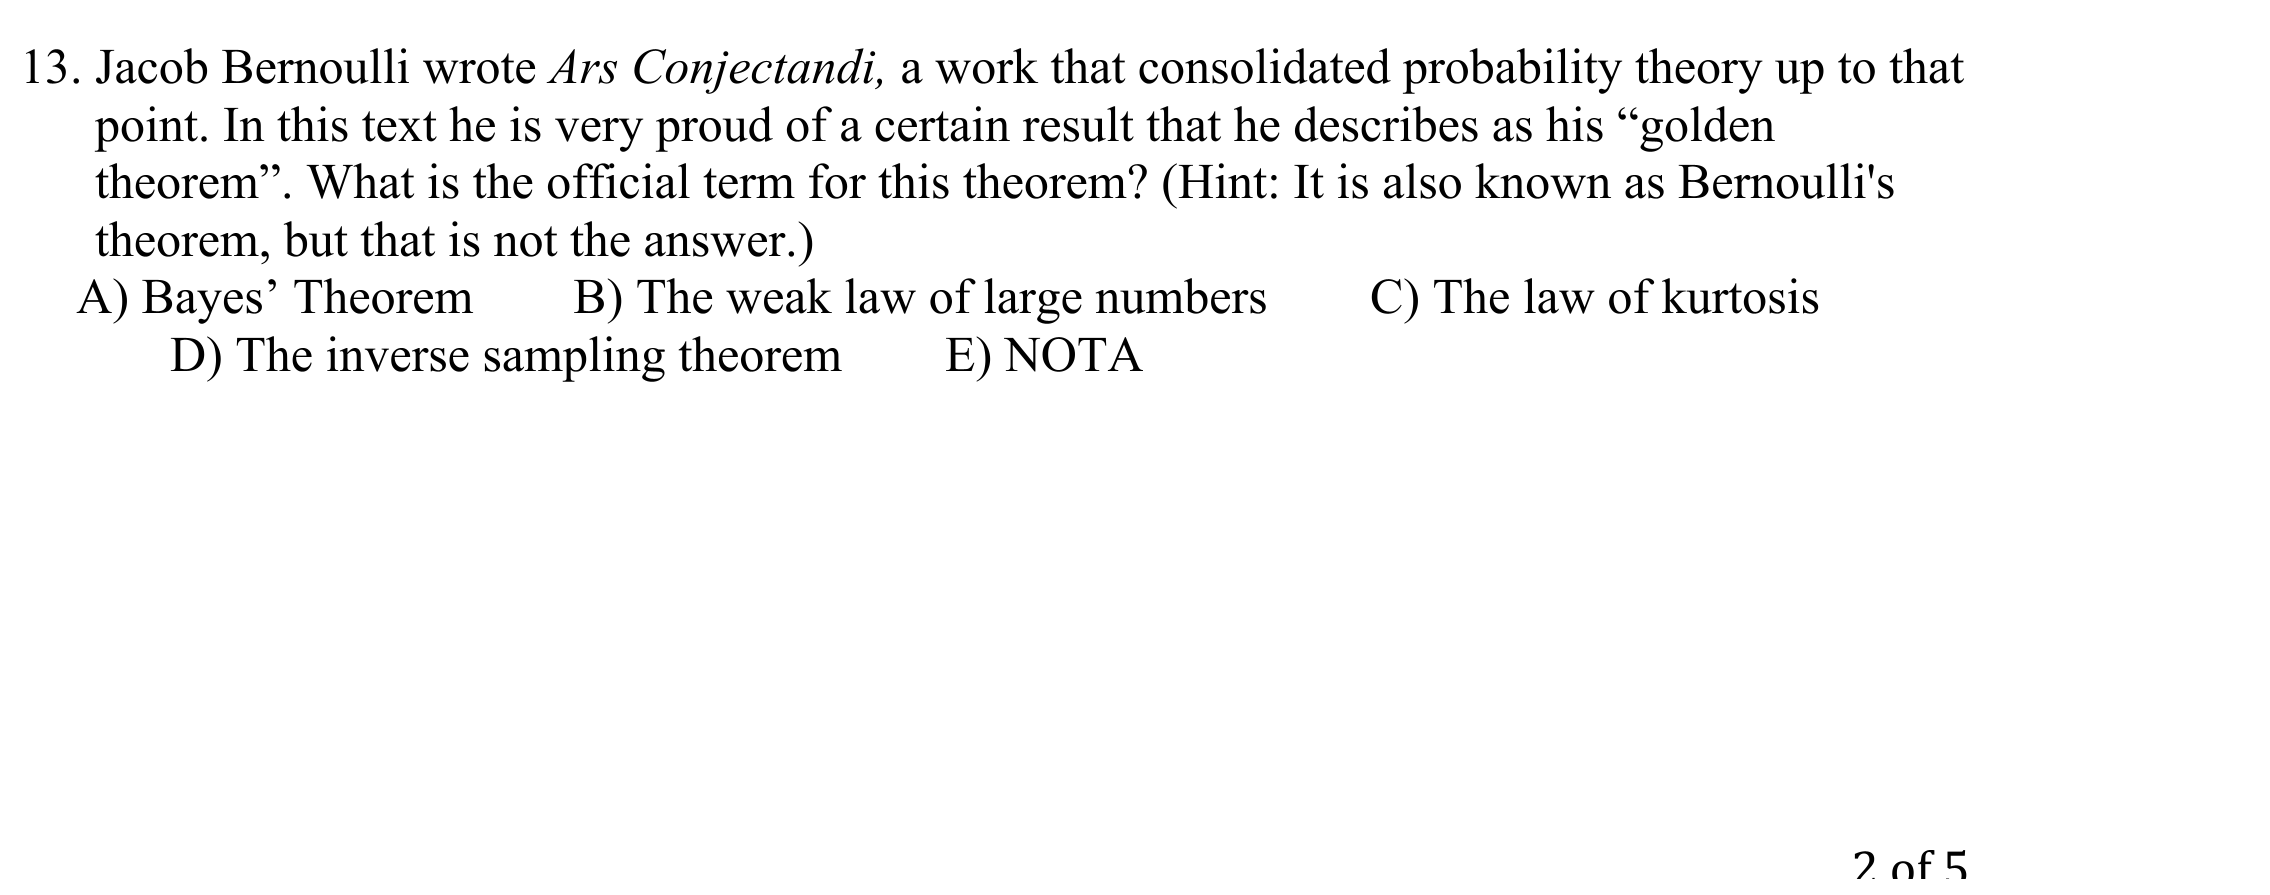 13. Jacob Bernoulli wrote Ars Conjectandi, a work that consolidated probability theory up to that
point. In this text he is very proud of a certain result that he describes as his “golden
theorem”. What is the official term for this theorem? (Hint: It is also known as Bernoulli's
theorem, but that is not the answer.)
A) Bayes’ Theorem B) The weak law of large numbers C) The law of kurtosis
D) The inverse sampling theorem E) NOTA
2 of 5